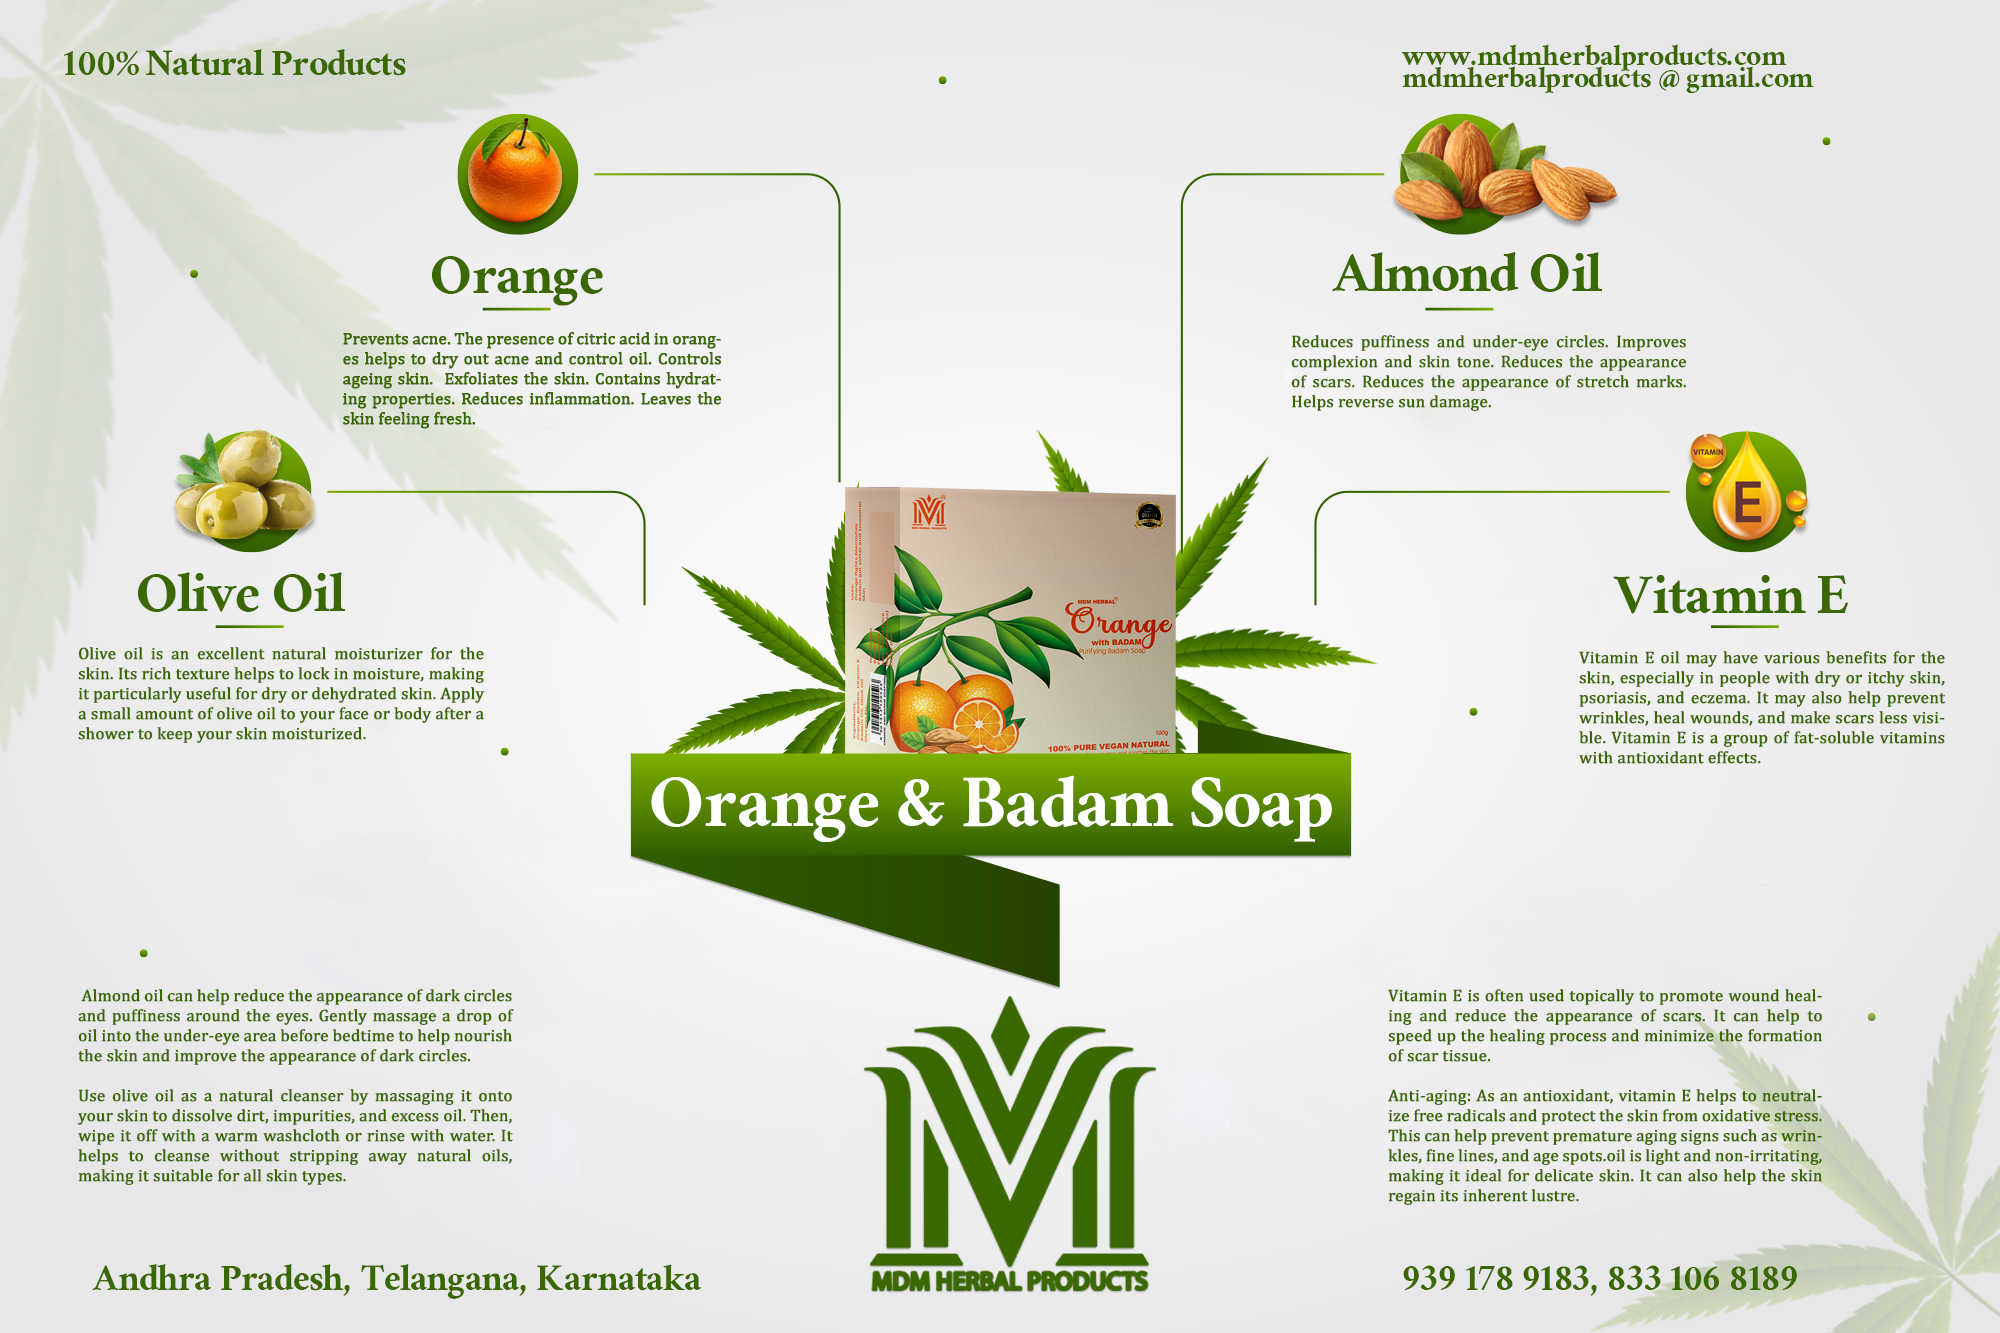 100% Natural Products
www.mdmherbalproducts.com
mdmherbalproducts @ gmail.com
Orange
Prevents acne. The presence of citric acid in orang-
es helps to dry out acne and control oil. Controls
ageing skin. Exfoliates the skin. Contains hydrat-
ing properties. Reduces inflammation. Leaves the
skin feeling fresh.
Almond Oil
Reduces puffiness and under-eye circles. Improves
complexion and skin tone. Reduces the appearance
of scars. Reduces the appearance of stretch marks.
Helps reverse sun damage.
Olive Oil
Olive oil is an excellent natural moisturizer for the
skin. Its rich texture helps to lock in moisture, making
it particularly useful for dry or dehydrated skin. Apply
a small amount of olive oil to your face or body after a
shower to keep your skin moisturized.
VITAMIN
E
Vitamin E
Vitamin E oil may have various benefits for the
skin, especially in people with dry or itchy skin,
psoriasis, and eczema. It may also help prevent
wrinkles, heal wounds, and make scars less visi-
ble. Vitamin E is a group of fat-soluble vitamins
with antioxidant effects.
MDM HERBAL PRODUCTS
MDM HERBAL
Orange
with BADAM
Purifying Badam Soap
100g
100% PURE VEGAN NATURAL
Orange & Badam Soap
Almond oil can help reduce the appearance of dark circles
and puffiness around the eyes. Gently massage a drop of
oil into the under-eye area before bedtime to help nourish
the skin and improve the appearance of dark circles.
Use olive oil as a natural cleanser by massaging it onto
your skin to dissolve dirt, impurities, and excess oil. Then,
wipe it off with a warm washcloth or rinse with water. It
helps to cleanse without stripping away natural oils,
making it suitable for all skin types.
Vitamin E is often used topically to promote wound heal-
ing and reduce the appearance of scars. It can help to
speed up the healing process and minimize the formation
of scar tissue.
Anti-aging: As an antioxidant, vitamin E helps to neutral-
ize free radicals and protect the skin from oxidative stress.
This can help prevent premature aging signs such as wrin-
kles, fine lines, and age spots.oil is light and non-irritating,
making it ideal for delicate skin. It can also help the skin
regain its inherent lustre.
MDM HERBAL PRODUCTS
Andhra Pradesh, Telangana, Karnataka
939 178 9183, 833 106 8189